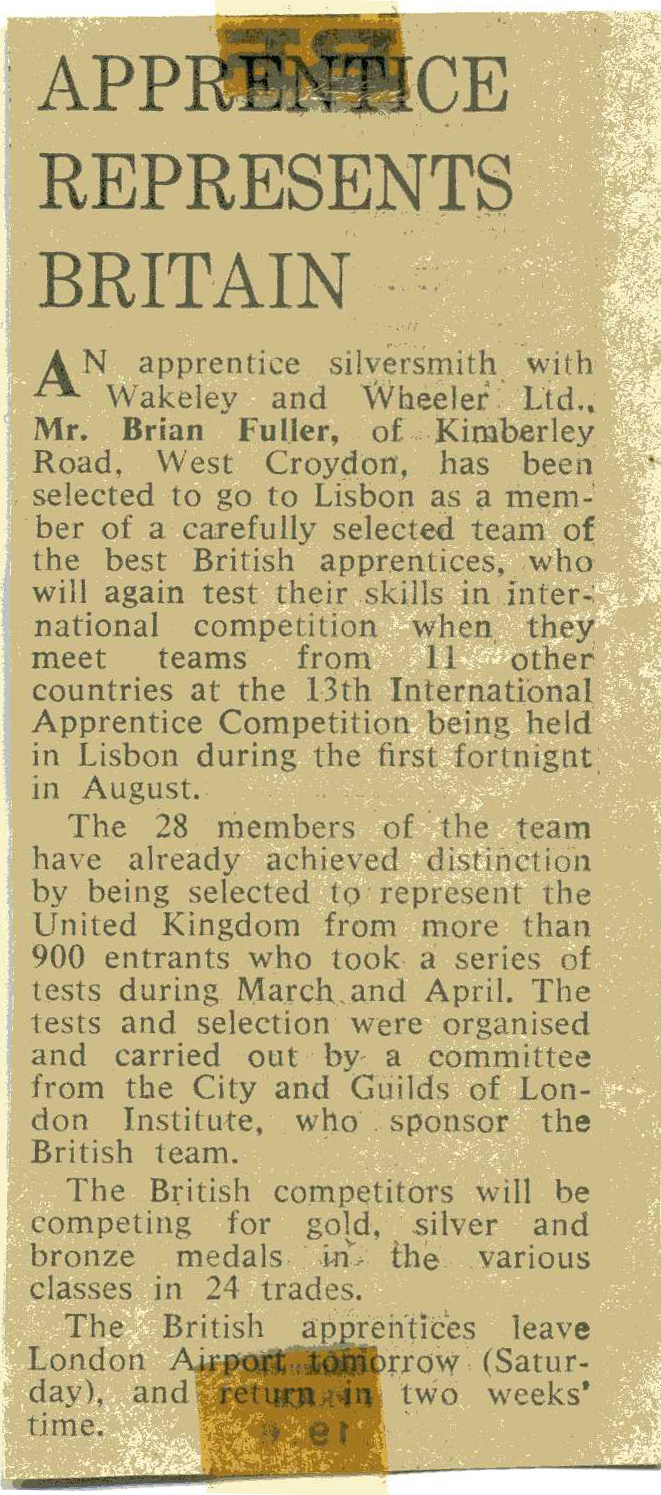 APPRENTICE
REPRESENTS
BRITAIN
AN apprentice silversmith with
Wakeley and Wheeler Ltd.,
Mr. Brian Fuller, of Kimberley
Road, West Croydon, has been
selected to go to Lisbon as a mem-
ber of a carefully selected team of
the best British apprentices, who
will again test their skills in inter-
national competition when they
meet teams from 11 other
countries at the 13th International
Apprentice Competition being held
in Lisbon during the first fortnight
in August.
The 28 members of the team
have already achieved distinction
by being selected to represent the
United Kingdom from more than
900 entrants who took a series of
tests during March and April. The
tests and selection were organised
and carried out by a committee
from the City and Guilds of Lon-
don Institute, who sponsor the
British team.
The British competitors will be
competing for gold, silver and
bronze medals in the various
classes in 24 trades.
The British apprentices leave
London Airport tomorrow (Satur-
day), and return in two weeks'
time.